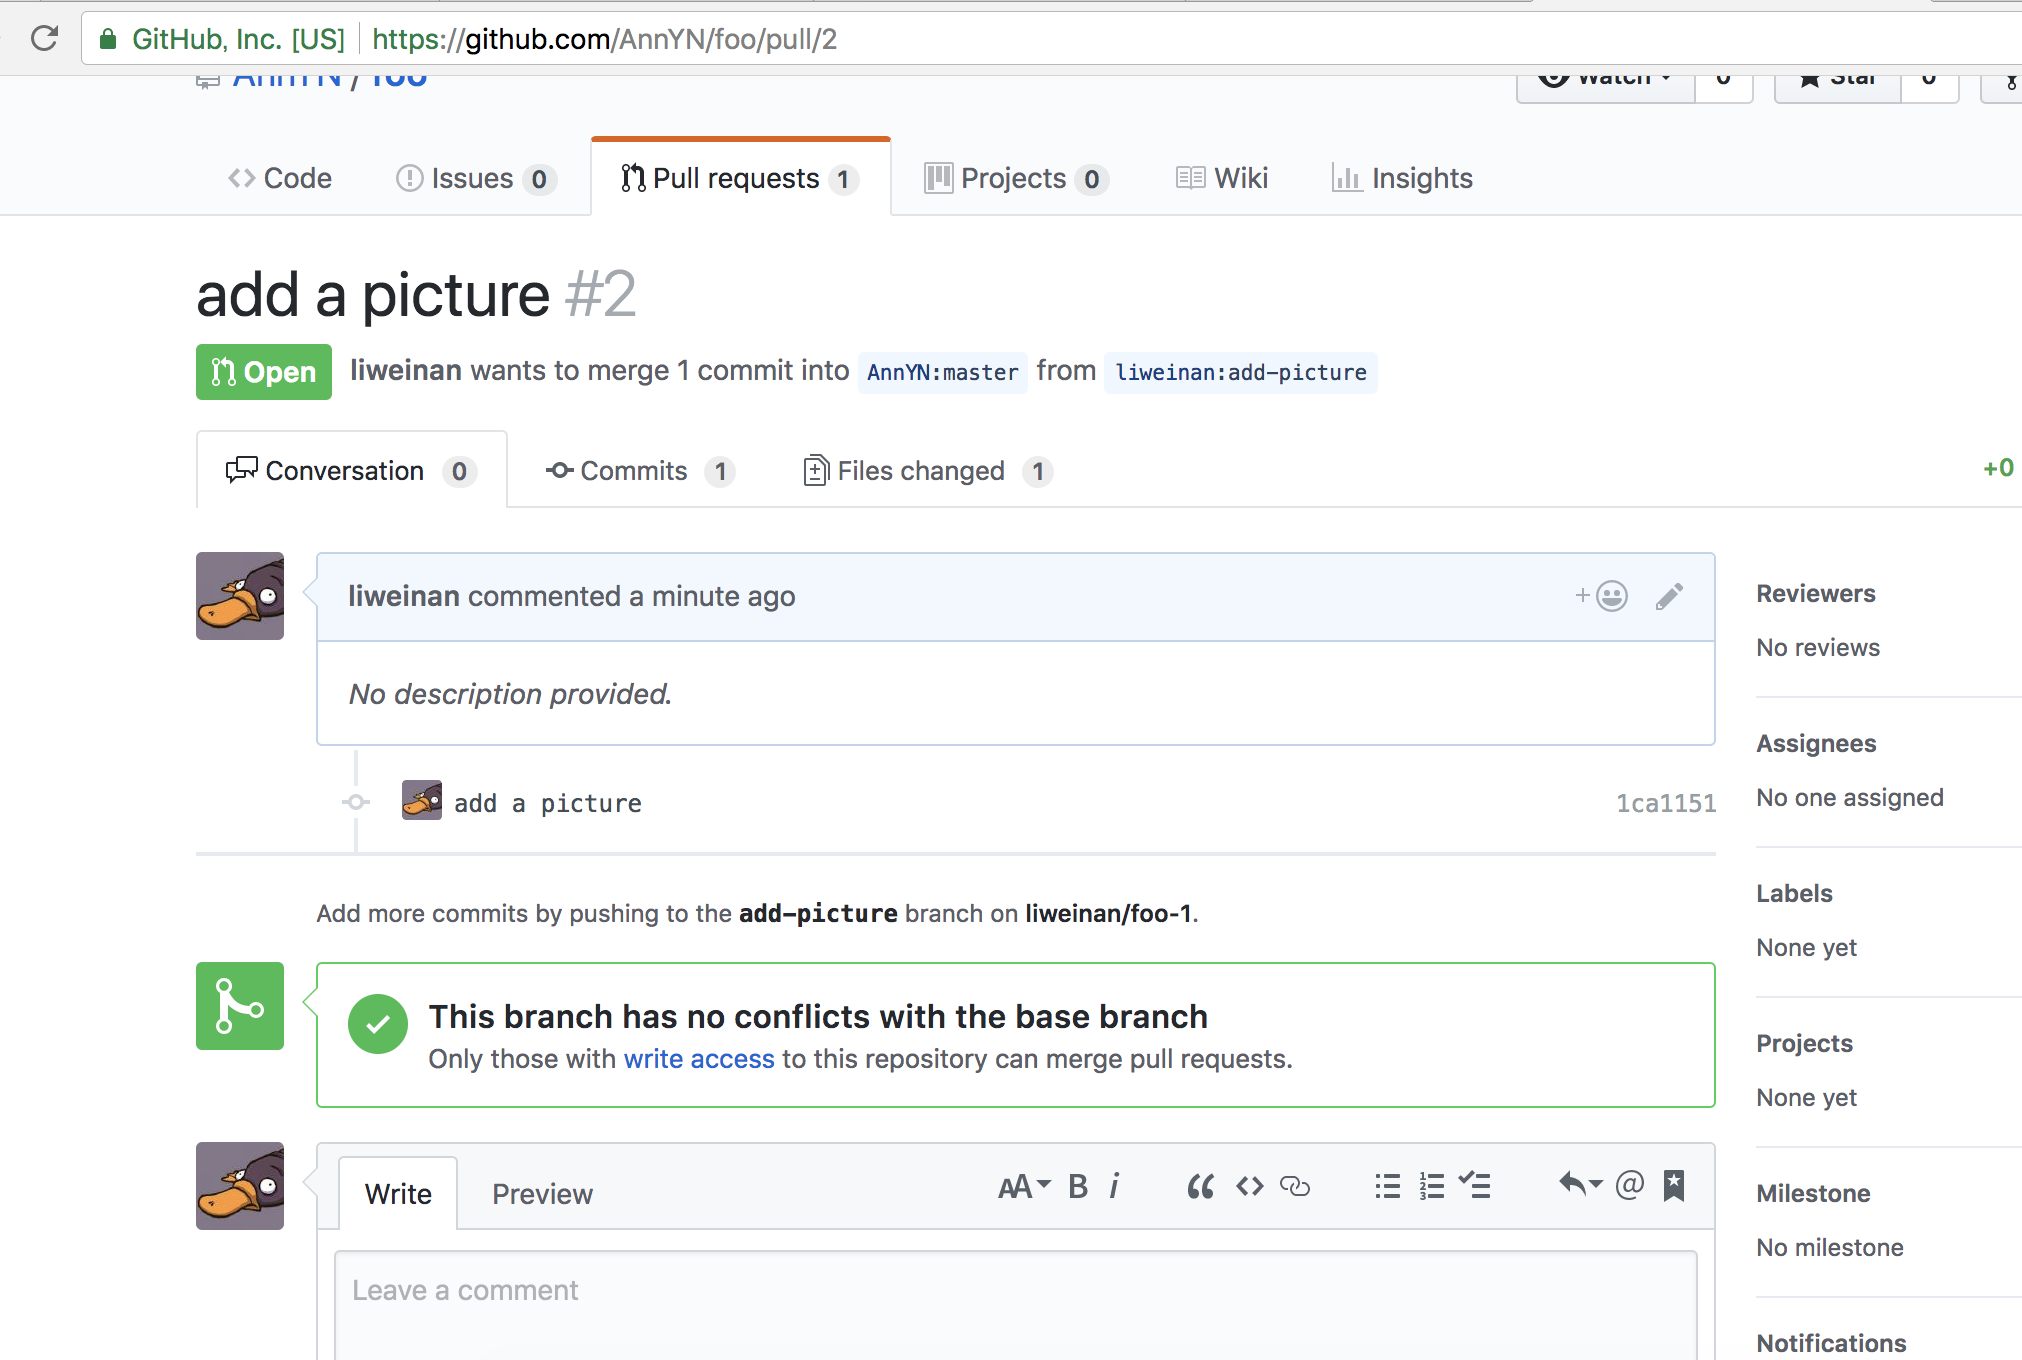 GitHub, Inc. [US] https://github.com/AnnYN/foo/pull/2
AnnYN / foo
Watch 0 Star 0
Code Issues 0 Pull requests 1 Projects 0 Wiki Insights
add a picture #2
Open liweinan wants to merge 1 commit into AnnYN:master from liweinan:add-picture
Conversation 0 Commits 1 Files changed 1 +0
liweinan commented a minute ago
No description provided.
add a picture 1ca1151
Add more commits by pushing to the add-picture branch on liweinan/foo-1.
This branch has no conflicts with the base branch
Only those with write access to this repository can merge pull requests.
Write Preview AA B i @
Leave a comment
Reviewers
No reviews
Assignees
No one assigned
Labels
None yet
Projects
None yet
Milestone
No milestone
Notifications